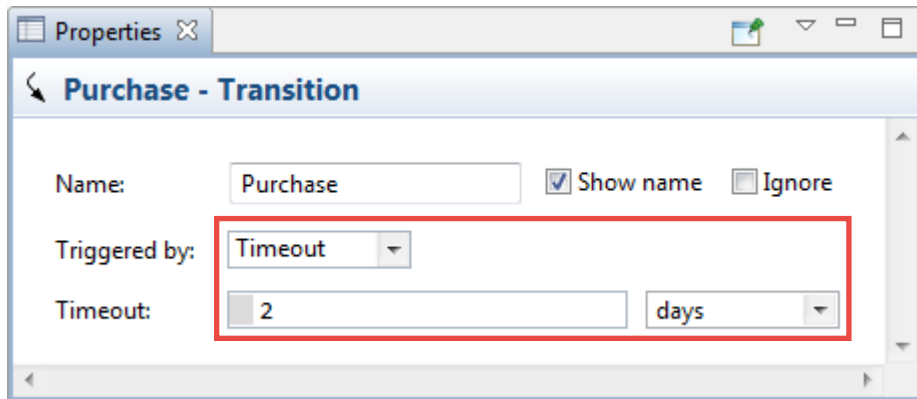 Properties
Purchase - Transition
Name: Purchase Show name Ignore
Triggered by: Timeout
Timeout: 2 days